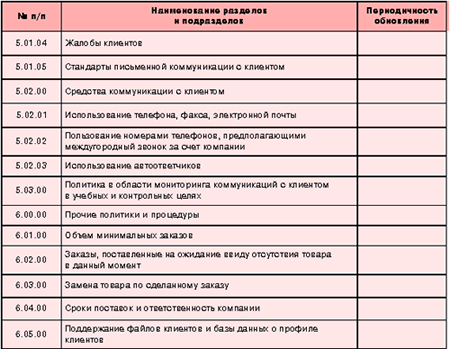 № п/п
Наименование разделов
и подразделов
Периодичность
обновления
5.01.04
Жалобы клиентов
5.01.05
Стандарты письменной коммуникации с клиентом
5.02.00
Средства коммуникации с клиентом
5.02.01
Использование телефона, факса, электронной почты
5.02.02
Пользование номерами телефонов, предполагающими
междугородный звонок за счет компании
5.02.03
Использование автоответчиков
5.03.00
Политика в области мониторинга коммуникаций с клиентом
в учебных и контрольных целях
6.00.00
Прочие политики и процедуры
6.01.00
Объем минимальных заказов
6.02.00
Заказы, поставленные на ожидание ввиду отсутствия товара
в данный момент
6.03.00
Замена товара по сделанному заказу
6.04.00
Сроки поставок и ответственность компании
6.05.00
Поддержание файлов клиентов и базы данных о профиле
клиентов